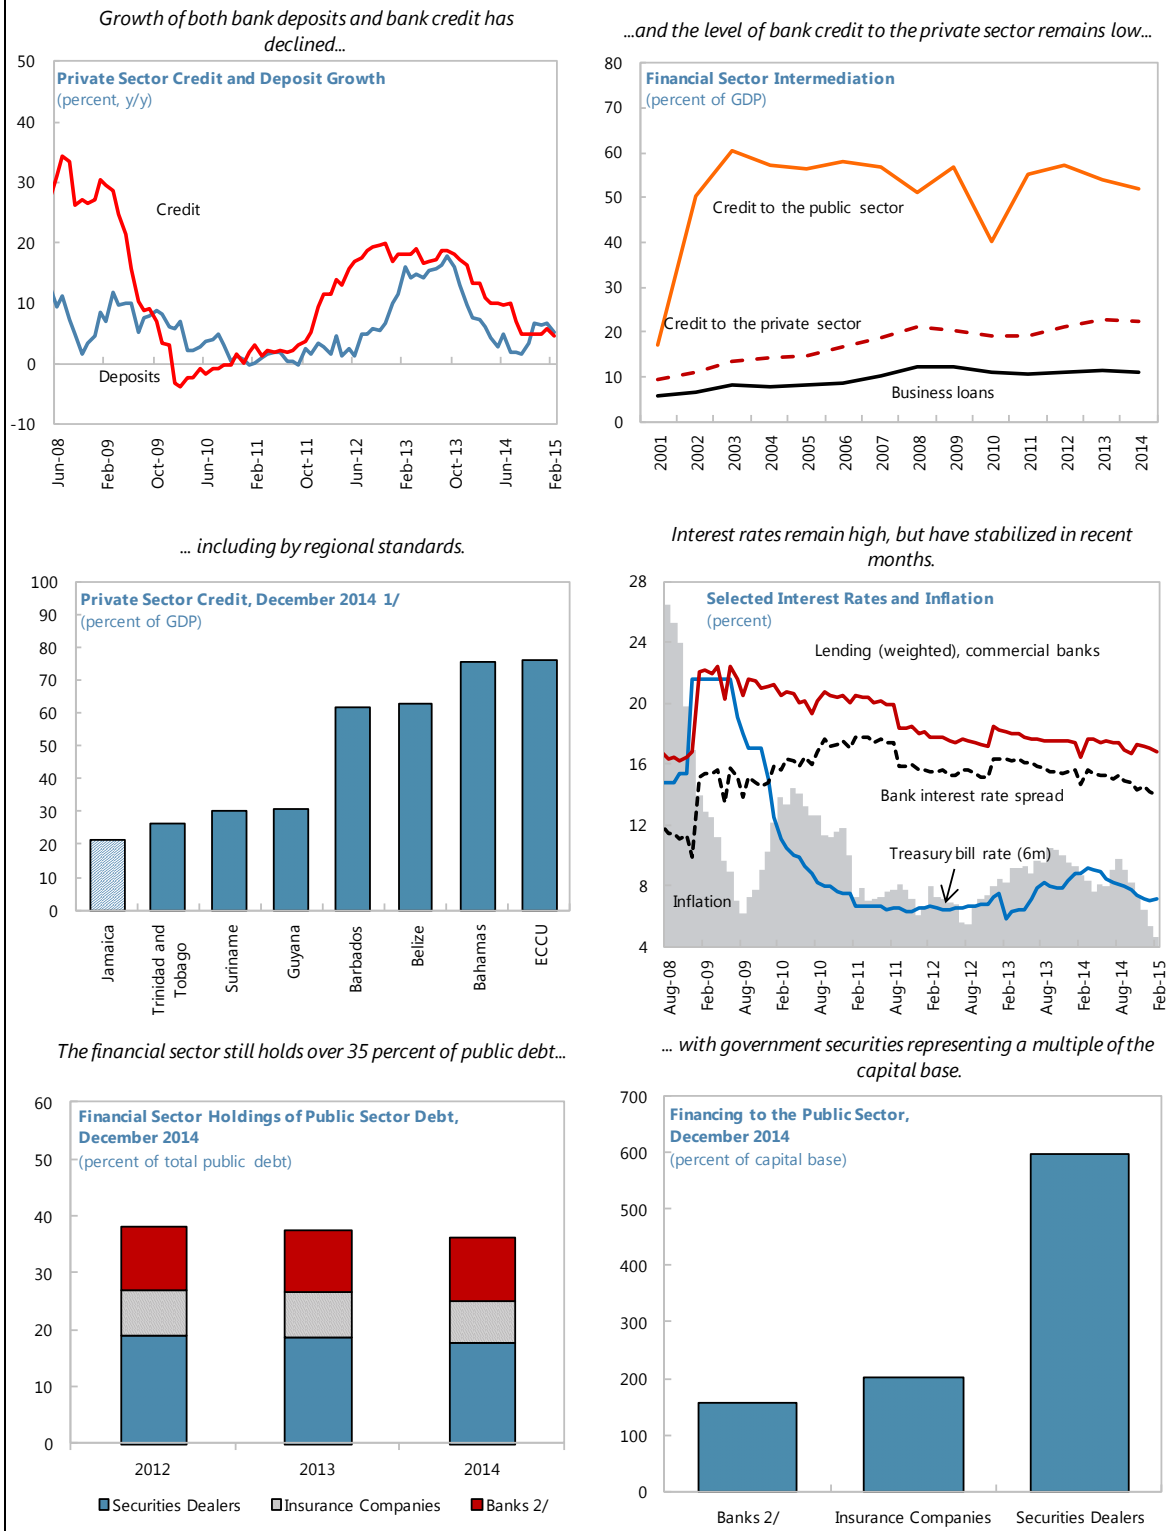 Growth of both bank deposits and bank credit has
declined...
50
40
30
20
10
0
-10
Private Sector Credit and Deposit Growth
(percent, y/y)
Credit
Deposits
Jun-08
Feb-09
Oct-09
Jun-10
Feb-11
Oct-11
Jun-12
Feb-13
Oct-13
Jun-14
Feb-15
...and the level of bank credit to the private sector remains low...
80
70
60
50
40
30
20
10
0
Financial Sector Intermediation
(percent of GDP)
Credit to the public sector
Credit to the private sector
Business loans
2001
2002
2003
2004
2005
2006
2007
2008
2009
2010
2011
2012
2013
2014
... including by regional standards.
100
90
80
70
60
50
40
30
20
10
0
Private Sector Credit, December 2014 1/
(percent of GDP)
Jamaica
Trinidad and
Tobago
Suriname
Guyana
Barbados
Belize
Bahamas
ECCU
Interest rates remain high, but have stabilized in recent
months.
28
24
20
16
12
8
4
Selected Interest Rates and Inflation
(percent)
Lending (weighted), commercial banks
Bank interest rate spread
Treasury bill rate (6m)
Inflation
Aug-08
Feb-09
Aug-09
Feb-10
Aug-10
Feb-11
Aug-11
Feb-12
Aug-12
Feb-13
Aug-13
Feb-14
Aug-14
Feb-15
The financial sector still holds over 35 percent of public debt...
60
50
40
30
20
10
0
Financial Sector Holdings of Public Sector Debt,
December 2014
(percent of total public debt)
2012
2013
2014
Securities Dealers
Insurance Companies
Banks 2/
... with government securities representing a multiple of the
capital base.
700
600
500
400
300
200
100
0
Financing to the Public Sector,
December 2014
(percent of capital base)
Banks 2/
Insurance Companies
Securities Dealers